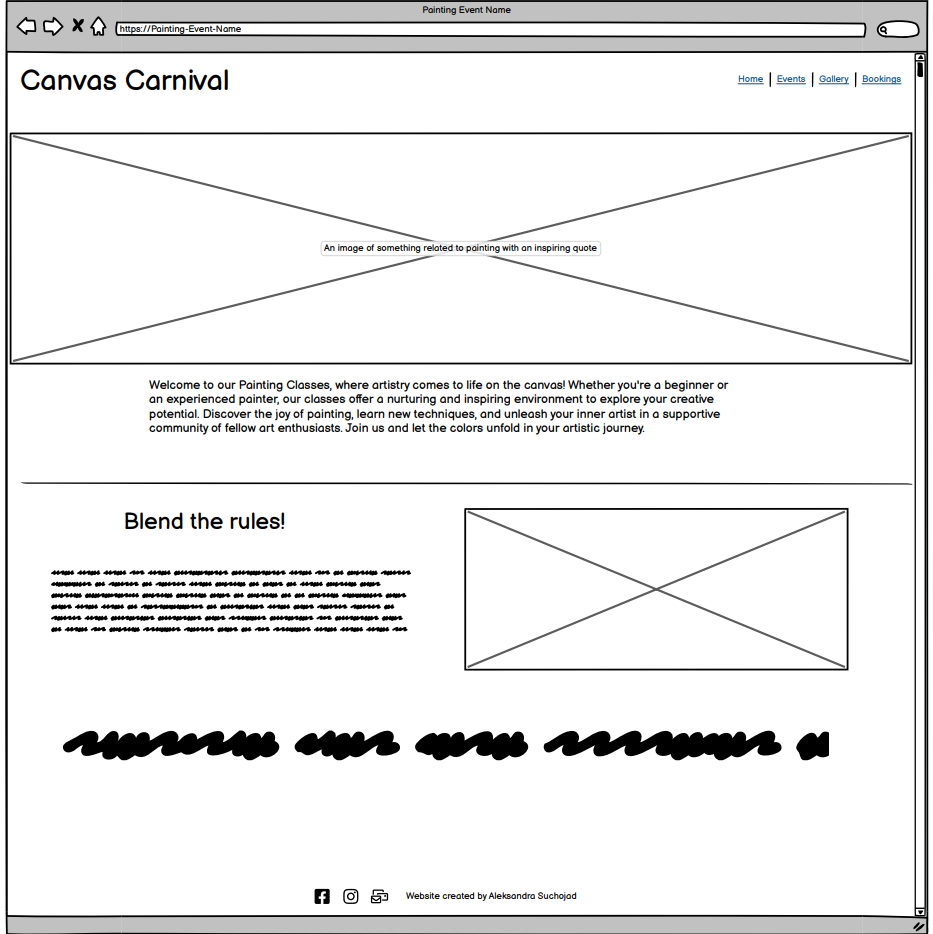 Painting Event Name
https://Painting-Event-Name
Canvas Carnival
Home Events Gallery Bookings
An image of something related to painting with an inspiring quote
Welcome to our Painting Classes, where artistry comes to life on the canvas! Whether you're a beginner or
an experienced painter, our classes offer a nurturing and inspiring environment to explore your creative
potential. Discover the joy of painting, learn new techniques, and unleash your inner artist in a supportive
community of fellow art enthusiasts. Join us and let the colors unfold in your artistic journey.
Blend the rules!
Website created by Aleksandra Suchojad